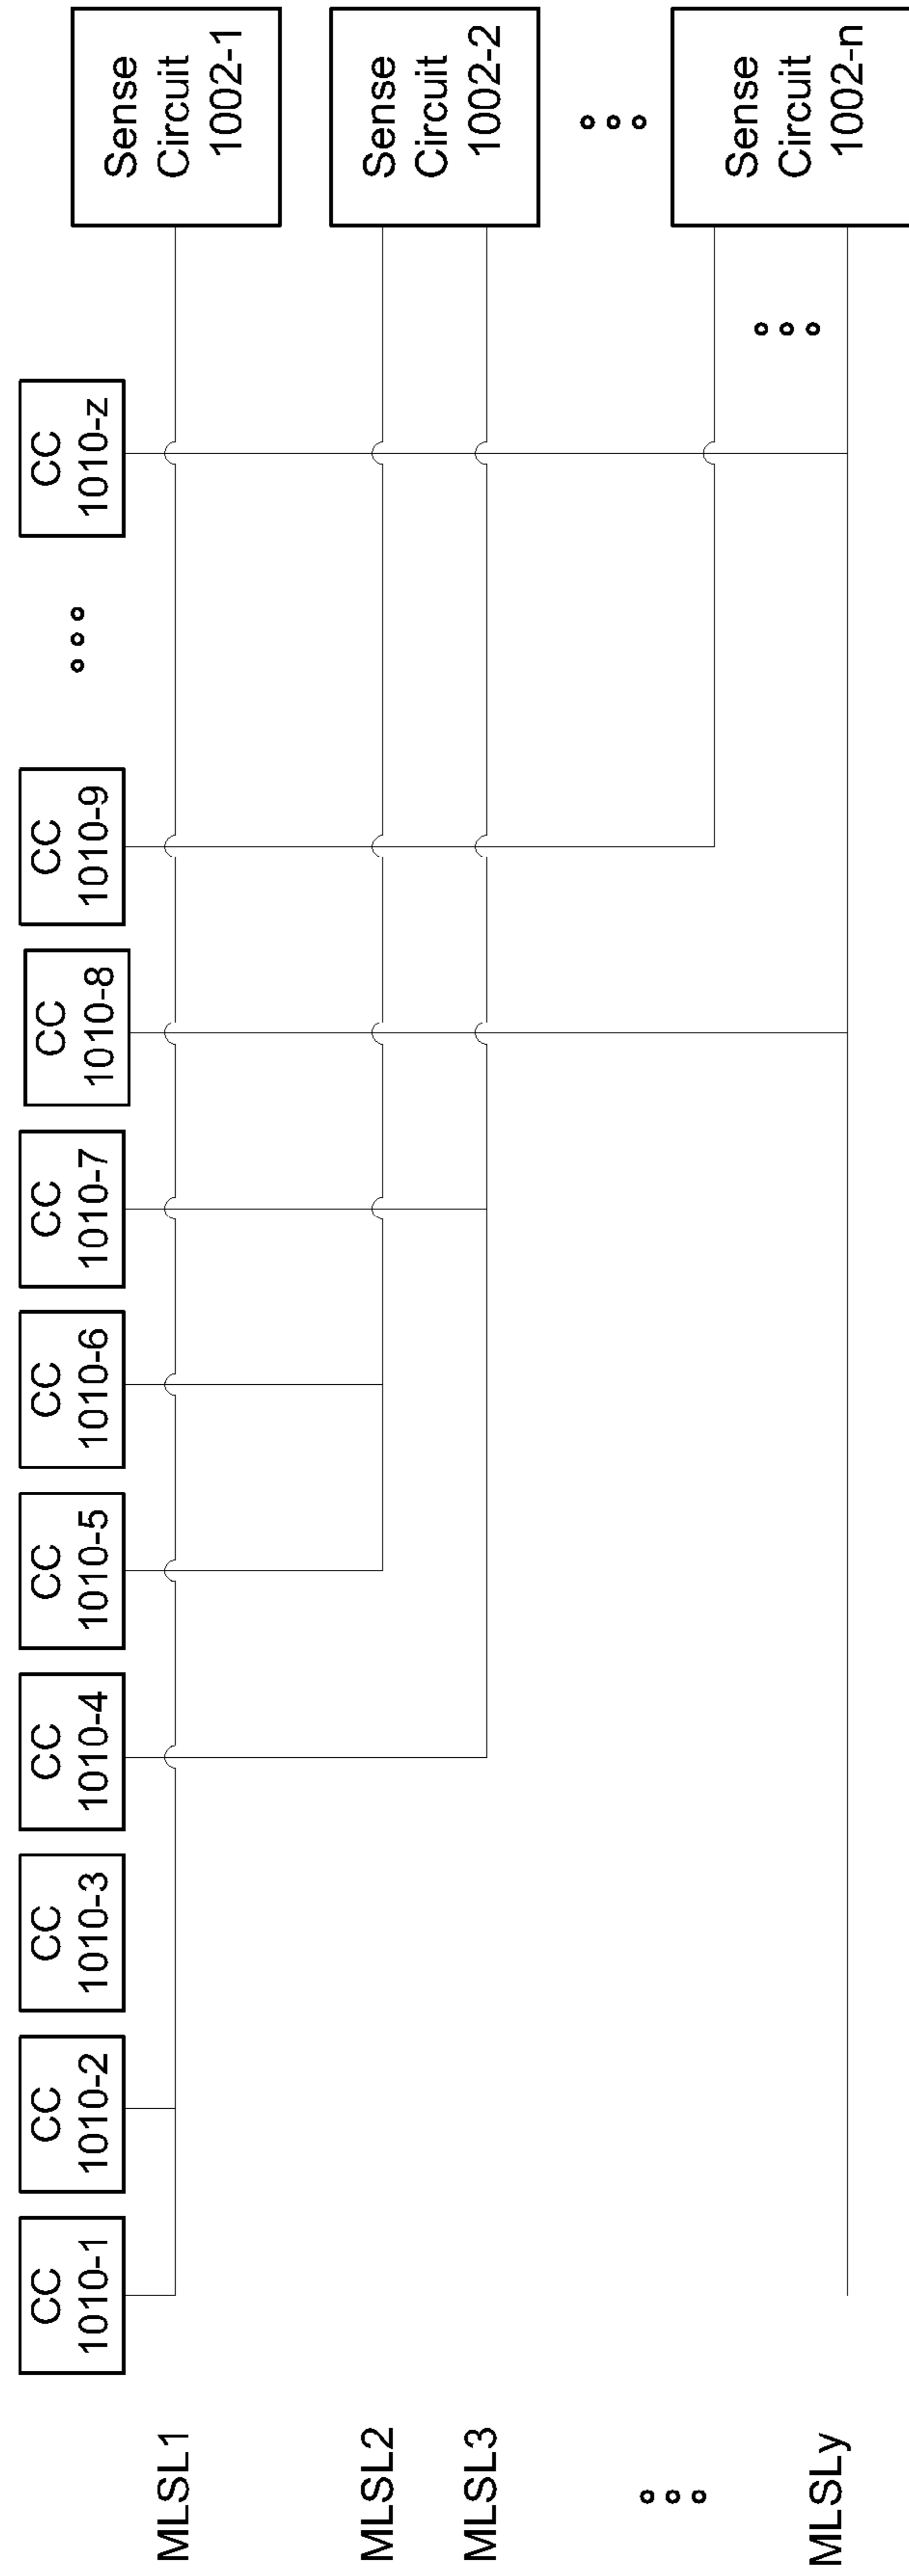 CC
1010-1
CC
1010-2
CC
1010-3
CC
1010-4
CC
1010-5
CC
1010-6
CC
1010-7
CC
1010-8
CC
1010-9
CC
1010-z
MLSL1
Sense
Circuit
1002-1
MLSL2
MLSL3
Sense
Circuit
1002-2
MLSLy
Sense
Circuit
1002-n